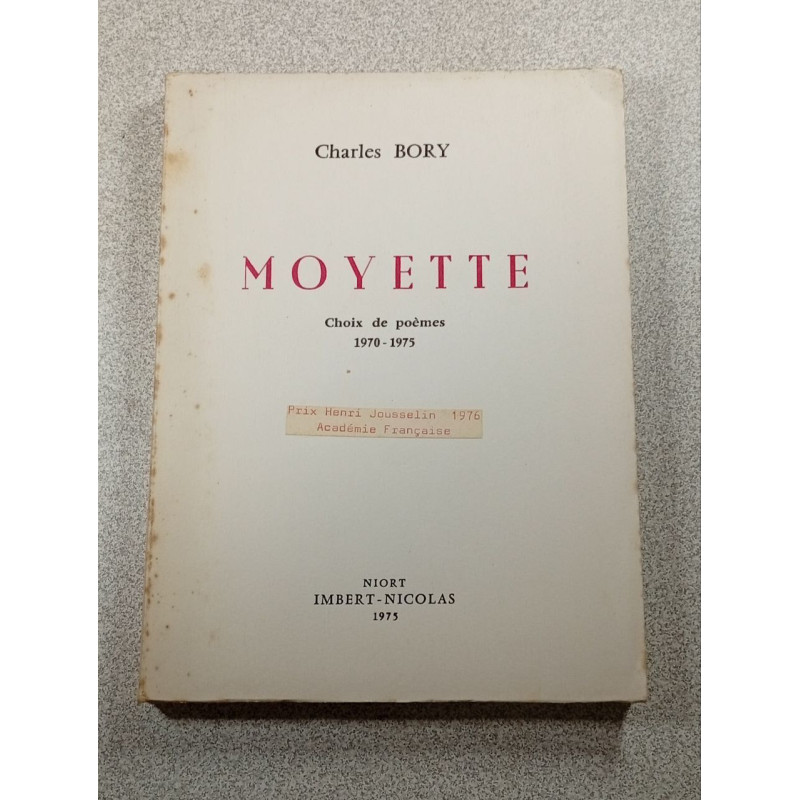 Charles BORY
MOYETTE
Choix de poèmes
1970 - 1975
Prix Henri Jousselin 1976
Académie Française
NIORT
IMBERT-NICOLAS
1975